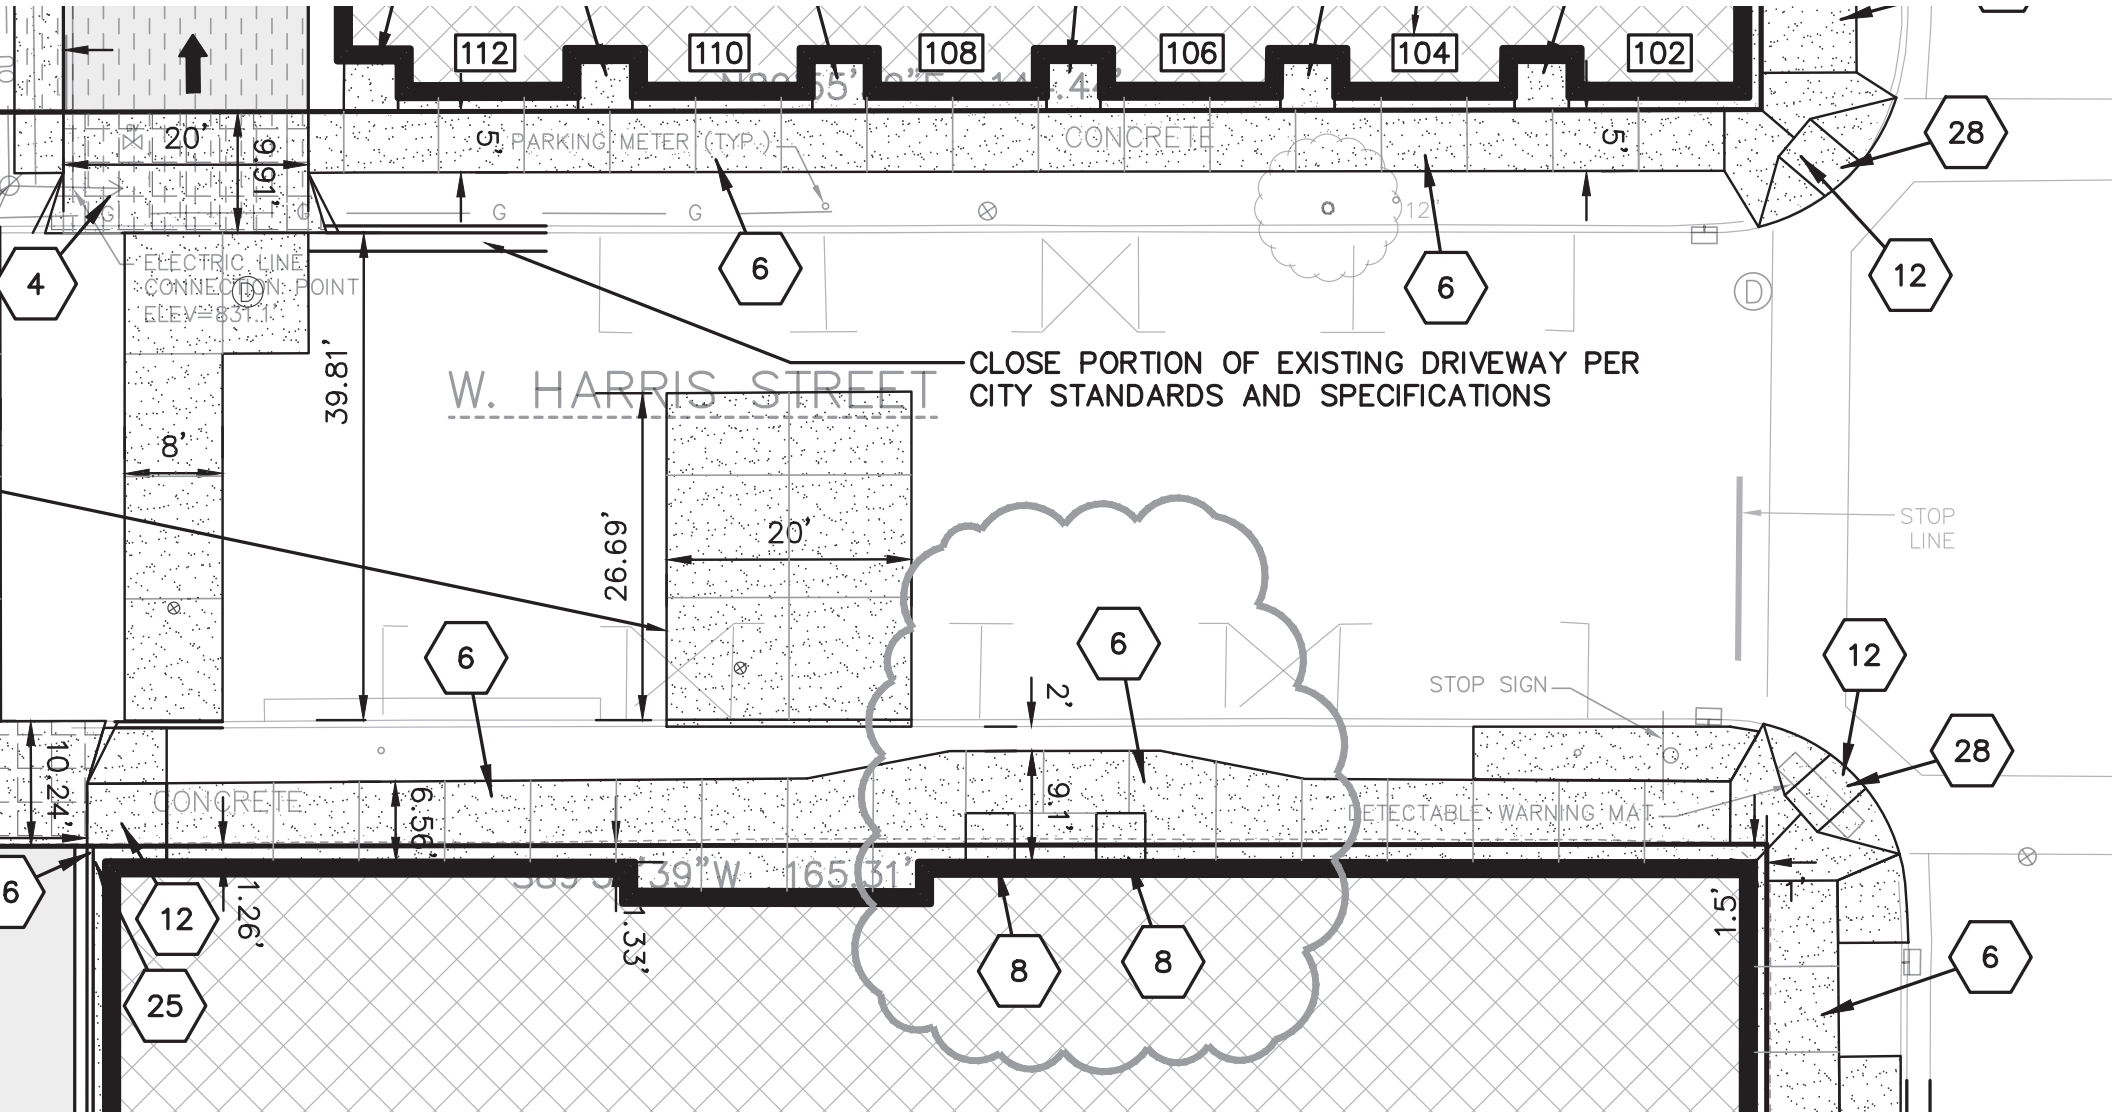 112
110
108
106
104
102
20'
9.91'
5'
PARKING METER (TYP.)
CONCRETE
5'
28
G
G
G
G
12'
4
6
6
12
ELECTRIC LINE
CONNECTION POINT
ELEV=831.1'
D
D
39.81'
W. HARRIS STREET
CLOSE PORTION OF EXISTING DRIVEWAY PER
CITY STANDARDS AND SPECIFICATIONS
8'
26.69'
20'
STOP
LINE
6
6
12
STOP SIGN
2'
28
10.24'
CONCRETE
6.56'
9.1'
DETECTABLE WARNING MAT
39"W 165.31'
6
12
1.26'
1.33'
1.5'
1'
8
8
6
25